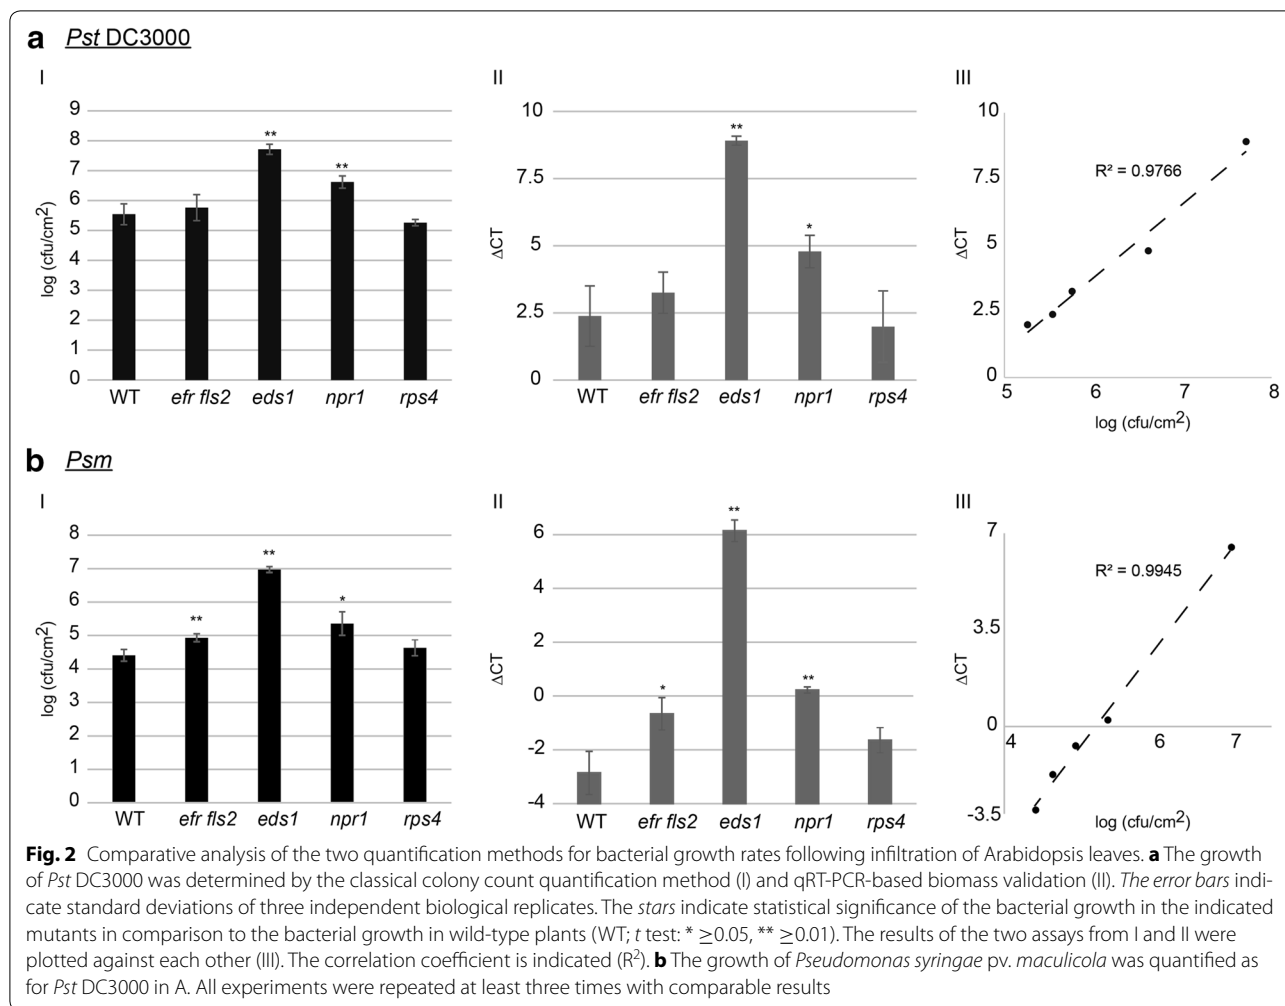 a Pst DC3000
I
II
III
9
8
7
6
5
4
3
2
1
0
log (cfu/cm2)
**
**
WT efr fls2 eds1 npr1 rps4
10
7.5
5
2.5
0
ΔCT
**
*
WT efr fls2 eds1 npr1 rps4
10
7.5
5
2.5
0
ΔCT
R² = 0.9766
5 6 7 8
log (cfu/cm2)
b Psm
I
II
III
8
7
6
5
4
3
2
1
0
log (cfu/cm2)
**
**
*
WT efr fls2 eds1 npr1 rps4
6
4
2
0
-2
-4
ΔCT
*
**
**
WT efr fls2 eds1 npr1 rps4
7
3.5
0
-3.5
ΔCT
R² = 0.9945
4 6 7
log (cfu/cm2)
Fig. 2 Comparative analysis of the two quantification methods for bacterial growth rates following infiltration of Arabidopsis leaves. a The growth
of Pst DC3000 was determined by the classical colony count quantification method (I) and qRT-PCR-based biomass validation (II). The error bars indi-
cate standard deviations of three independent biological replicates. The stars indicate statistical significance of the bacterial growth in the indicated
mutants in comparison to the bacterial growth in wild-type plants (WT; t test: * ≥0.05, ** ≥0.01). The results of the two assays from I and II were
plotted against each other (III). The correlation coefficient is indicated (R2). b The growth of Pseudomonas syringae pv. maculicola was quantified as
for Pst DC3000 in A. All experiments were repeated at least three times with comparable results